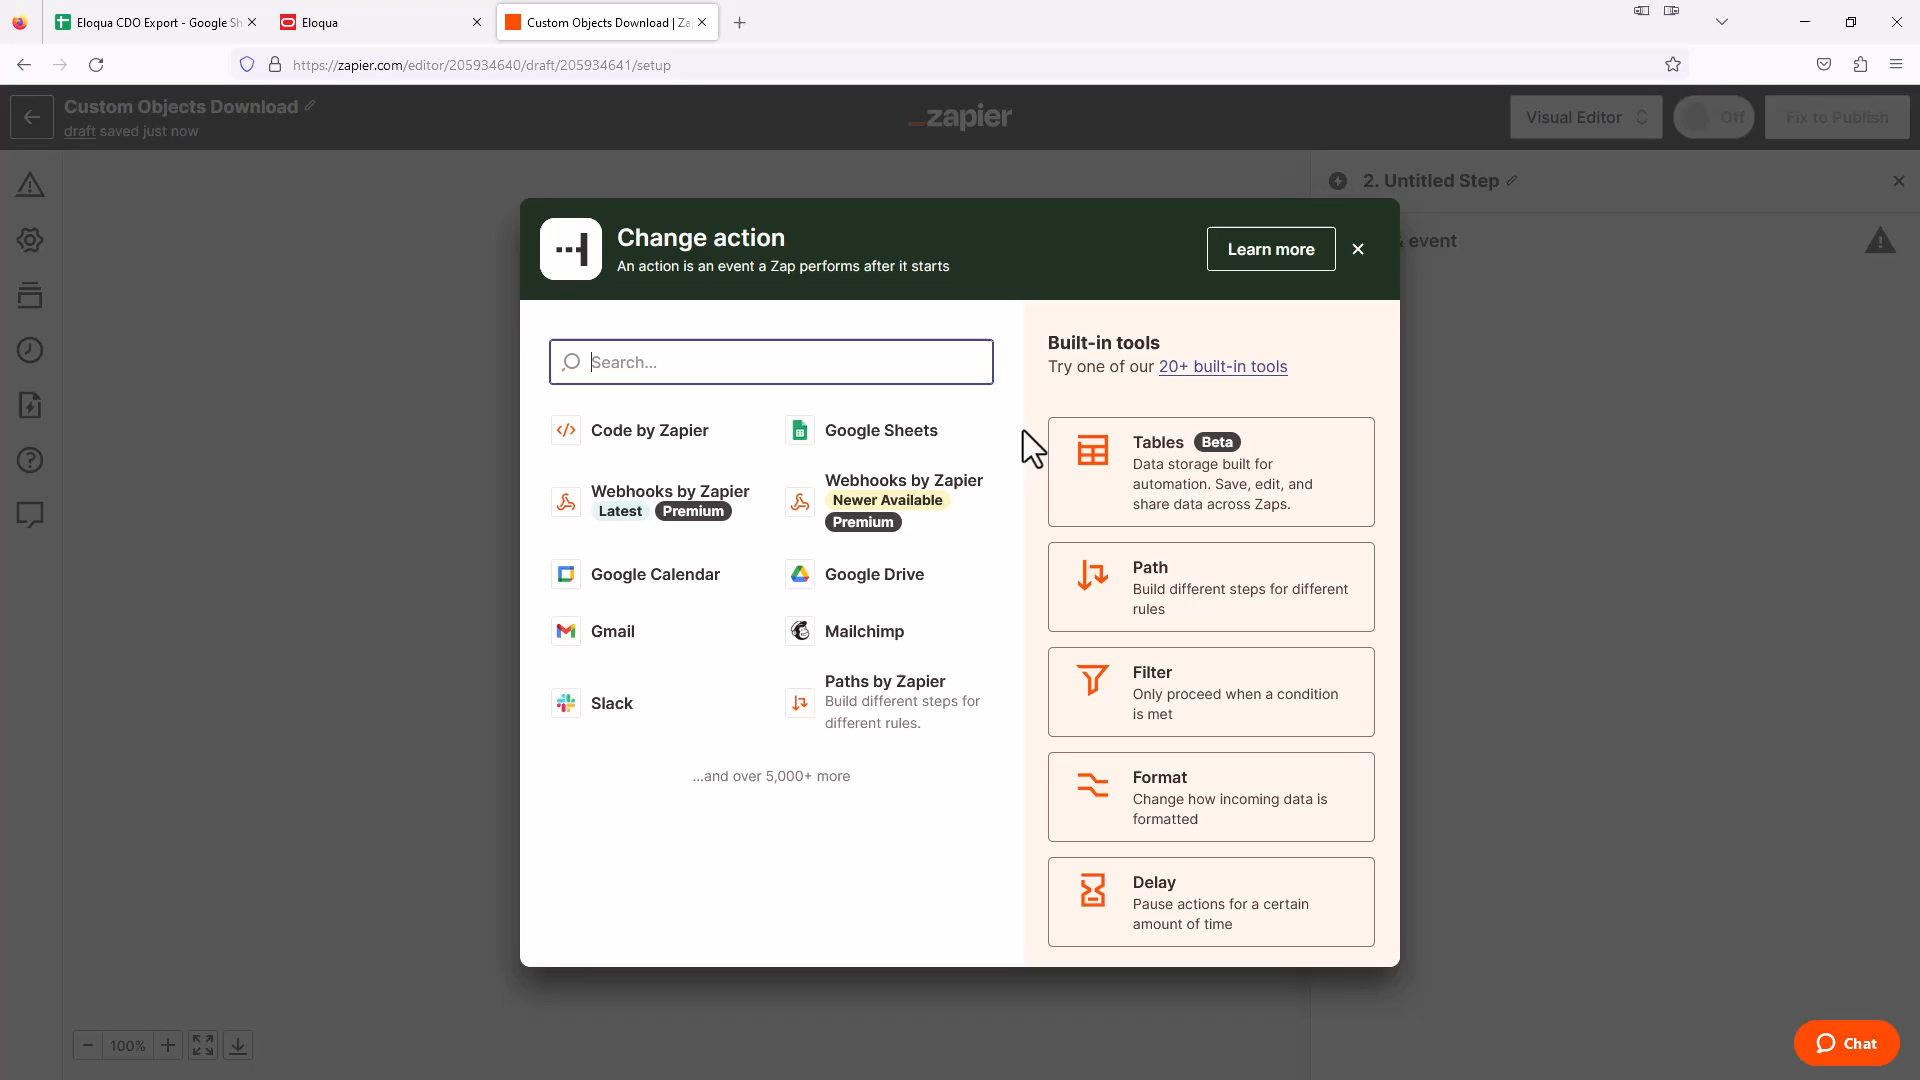 Eloqua CDO Export - Google Sh
Eloqua
Custom Objects Download | Za
https://zapier.com/editor/205934640/draft/205934641/setup
Custom Objects Download
draft saved just now
zapier
Visual Editor
Off
Fix to Publish
2. Untitled Step
& event
Change action
An action is an event a Zap performs after it starts
Learn more
Search...
Code by Zapier
Google Sheets
Webhooks by Zapier
Latest
Premium
Webhooks by Zapier
Newer Available
Premium
Google Calendar
Google Drive
Gmail
Mailchimp
Slack
Paths by Zapier
Build different steps for
different rules.
...and over 5,000+ more
Built-in tools
Try one of our 20+ built-in tools
Tables Beta
Data storage built for
automation. Save, edit, and
share data across Zaps.
Path
Build different steps for different
rules
Filter
Only proceed when a condition
is met
Format
Change how incoming data is
formatted
Delay
Pause actions for a certain
amount of time
100%
Chat